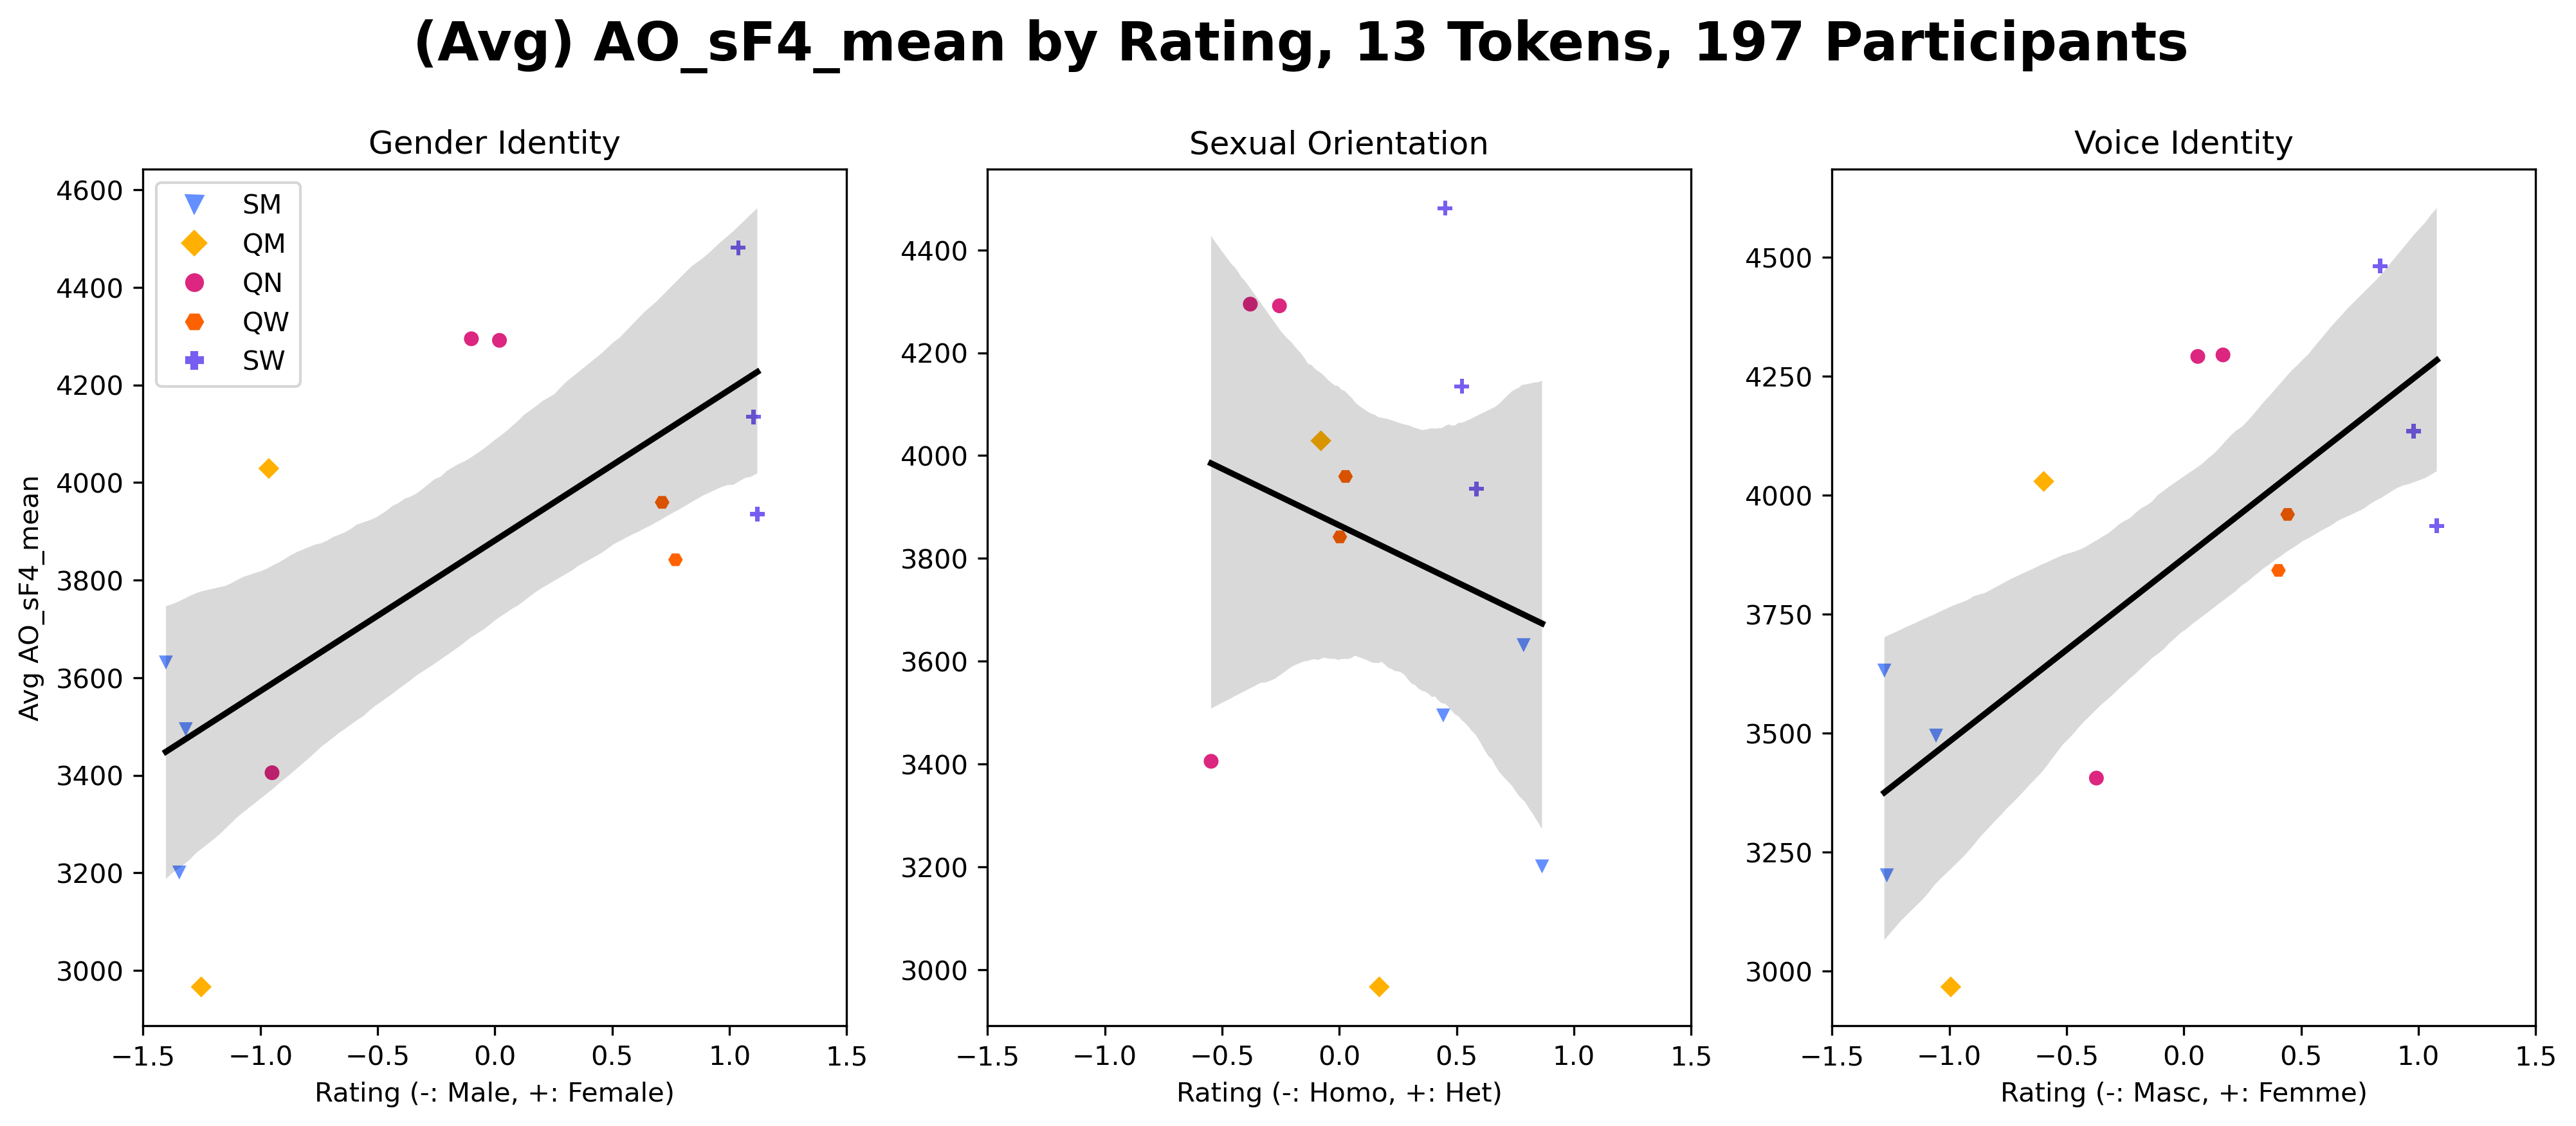 (Avg) AO_sF4_mean by Rating, 13 Tokens, 197 Participants
Gender Identity
Avg AO_sF4_mean
4600
4400
4200
4000
3800
3600
3400
3200
3000
SM
QM
QN
QW
SW
−1.5 −1.0 −0.5 0.0 0.5 1.0 1.5
Rating (-: Male, +: Female)
Sexual Orientation
4400
4200
4000
3800
3600
3400
3200
3000
−1.5 −1.0 −0.5 0.0 0.5 1.0 1.5
Rating (-: Homo, +: Het)
Voice Identity
4500
4250
4000
3750
3500
3250
3000
−1.5 −1.0 −0.5 0.0 0.5 1.0 1.5
Rating (-: Masc, +: Femme)